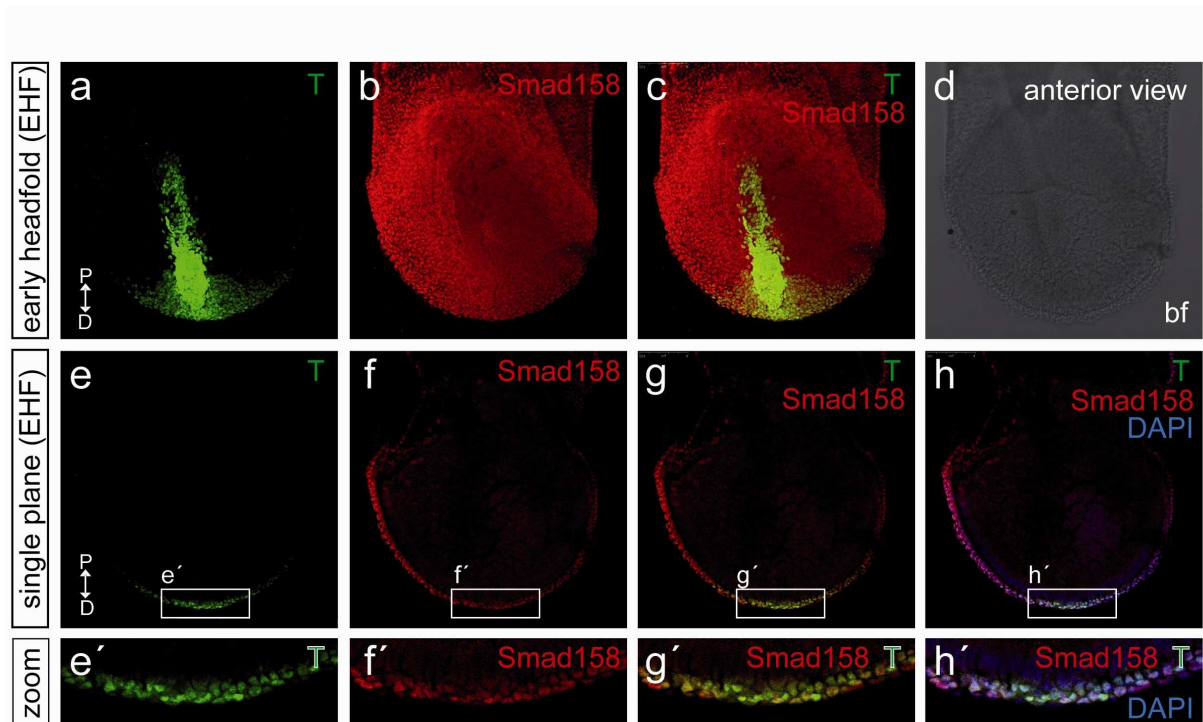 early headfold (EHF)
a
T
P
D
b
Smad158
c
T
Smad158
d
anterior view
bf
single plane (EHF)
e
T
P
D
e´
f
Smad158
f´
g
T
Smad158
g´
h
T
Smad158
DAPI
h´
zoom
e´
T
f´
Smad158
g´
Smad158 T
h´
Smad158 T
DAPI